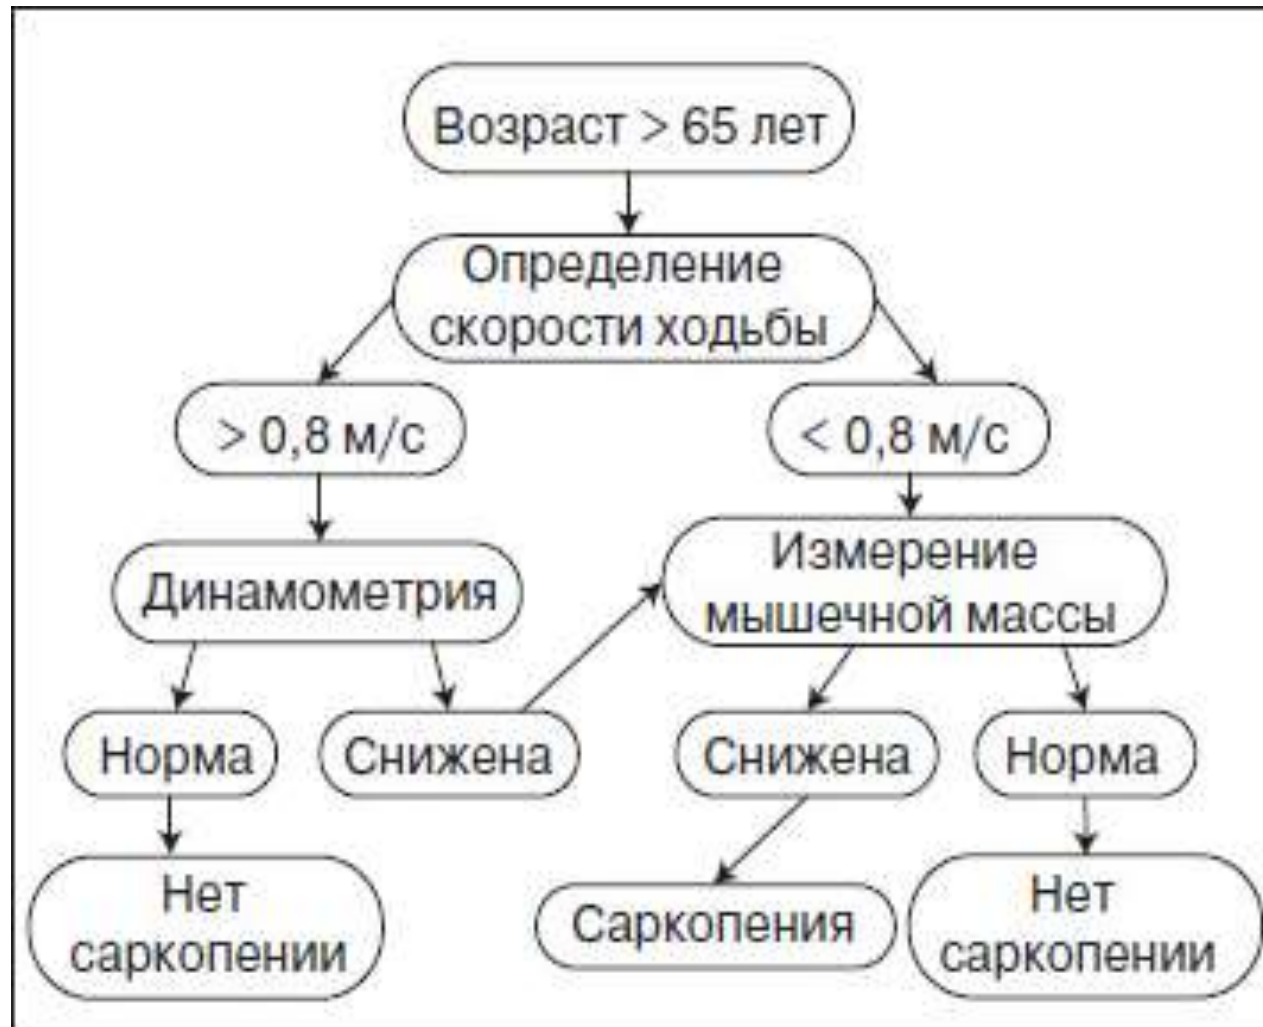 Возраст > 65 лет
Определение
скорости ходьбы
> 0,8 м/с
< 0,8 м/с
Динамометрия
Измерение
мышечной массы
Норма
Снижена
Снижена
Норма
Нет
саркопении
Саркопения
Нет
саркопении